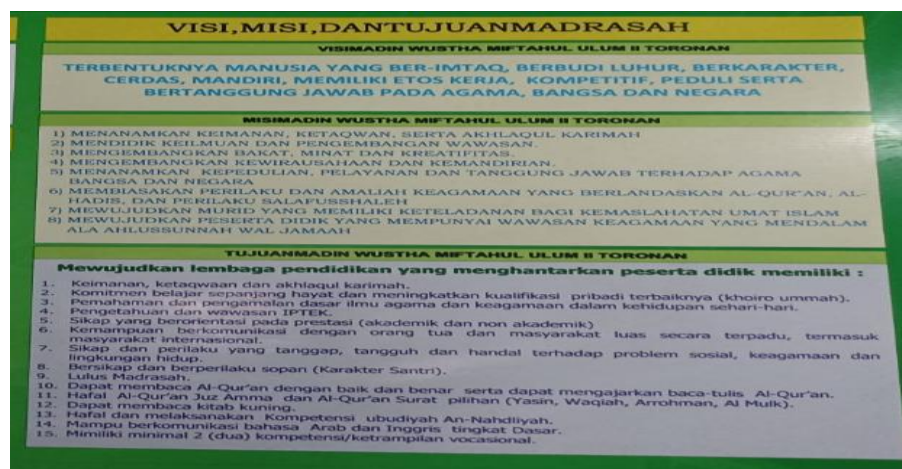 VISI,MISI,DANTUJUANMADRASAH
VISIMADIN WUSTHA MIFTAHUL ULUM II TORONAN
TERBENTUKNYA MANUSIA YANG BER-IMTAQ, BERBUDI LUHUR, BERKARAKTER,
CERDAS, MANDIRI, MEMILIKI ETOS KERJA, KOMPETITIF, PEDULI SERTA
BERTANGGUNG JAWAB PADA AGAMA, BANGSA DAN NEGARA
MISIMADIN WUSTHA MIFTAHUL ULUM II TORONAN
1) MENANAMKAN KEIMANAN, KETAQWAN, SERTA AKHLAQUL KARIMAH
2) MENDIDIK KEILMUAN DAN PENGEMBANGAN WAWASAN.
3) MENGEMBANGKAN BAKAT, MINAT DAN KREATIFITAS.
4) MENGEMBANGKAN KEWIRAUSAHAAN DAN KEMANDIRIAN.
5) MENANAMKAN KEPEDULIAN, PELAYANAN DAN TANGGUNG JAWAB TERHADAP AGAMA
BANGSA DAN NEGARA
6) MEMBIASAKAN PERILAKU DAN AMALIAH KEAGAMAAN YANG BERLANDASKAN AL-QUR'AN, AL-
HADIS, DAN PERILAKU SALAFUSSHALEH
7) MEWUJUDKAN MURID YANG MEMILIKI KETELADANAN BAGI KEMASLAHATAN UMAT ISLAM
8) MEWUJUDKAN PESERTA DIDIK YANG MEMPUNYAI WAWASAN KEAGAMAAN YANG MENDALAM
ALA AHLUSSUNNAH WAL JAMAAH
TUJUANMADIN WUSTHA MIFTAHUL ULUM II TORONAN
Mewujudkan lembaga pendidikan yang menghantarkan peserta didik memiliki :
1. Keimanan, ketaqwaan dan akhlaqul karimah.
2. Komitmen belajar sepanjang hayat dan meningkatkan kualifikasi pribadi terbaiknya (khoiro ummah).
3. Pemahaman dan pengamalan dasar ilmu agama dan keagamaan dalam kehidupan sehari-hari.
4. Pengetahuan dan wawasan IPTEK.
5. Sikap yang berorientasi pada prestasi (akademik dan non akademik)
6. Kemampuan berkomunikasi dengan orang tua dan masyarakat luas secara terpadu, termasuk
masyarakat internasional.
7. Sikap dan perilaku yang tanggap, tangguh dan handal terhadap problem sosial, keagamaan dan
lingkungan hidup.
8. Bersikap dan berperilaku sopan (Karakter Santri).
9. Lulus Madrasah.
10. Dapat membaca Al-Qur'an dengan baik dan benar serta dapat mengajarkan baca-tulis Al-Qur'an.
11. Hafal Al-Qur'an Juz Amma dan Al-Qur'an Surat pilihan (Yasin, Waqiah, Arrohman, Al Mulk).
12. Dapat membaca kitab kuning.
13. Hafal dan melaksanakan Kompetensi ubudiyah An-Nahdliyah.
14. Mampu berkomunikasi bahasa Arab dan Inggris tingkat Dasar.
15. Mimiliki minimal 2 (dua) kompetensi/ketrampilan vocasional.